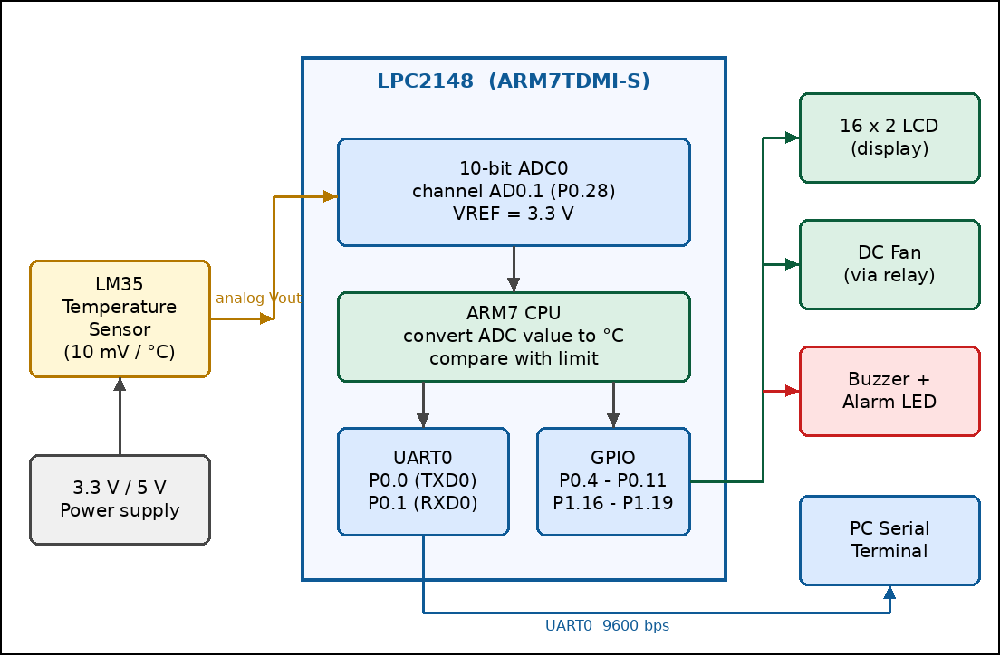 LPC2148 (ARM7TDMI-S)
10-bit ADC0
channel AD0.1 (P0.28)
VREF = 3.3 V
16 x 2 LCD
(display)
LM35
Temperature
Sensor
(10 mV / °C)
analog Vout
ARM7 CPU
convert ADC value to °C
compare with limit
DC Fan
(via relay)
Buzzer +
Alarm LED
3.3 V / 5 V
Power supply
UART0
P0.0 (TXD0)
P0.1 (RXD0)
GPIO
P0.4 - P0.11
P1.16 - P1.19
PC Serial
Terminal
UART0 9600 bps